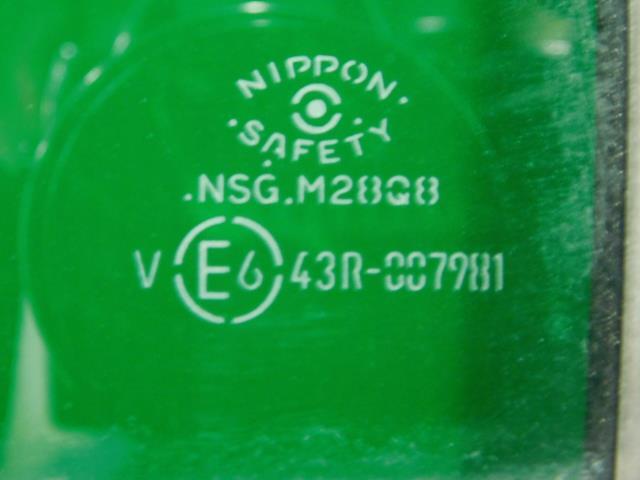 NIPPON
SAFETY
.NSG.M28Q8
V E6 43R-007981